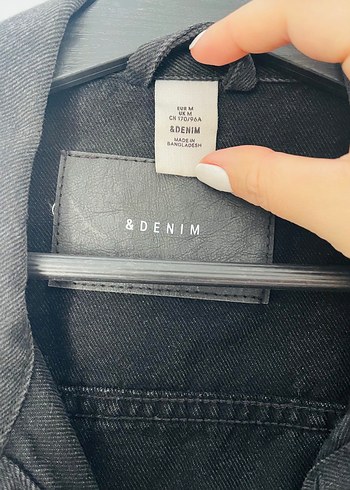 EUR M
UK M
CN 170/96A
&DENIM
MADE IN
BANGLADESH
&DENIM